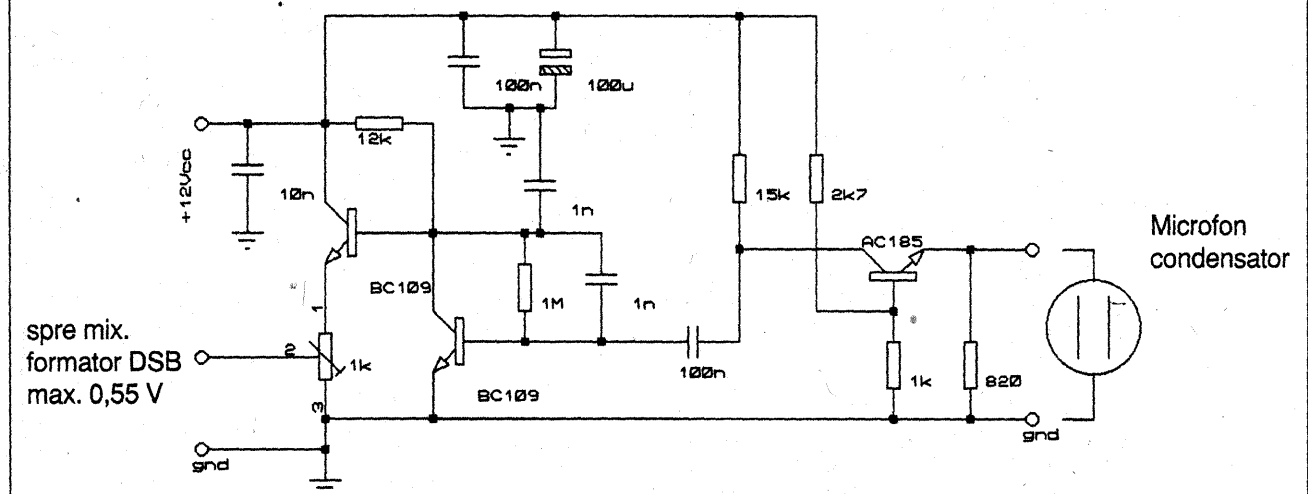 100n
100u
+12Vcc
12k
10n
1n
15k
2k7
AC185
Microfon
condensator
BC109
1M
1n
1
2
1k
3
spre mix.
formator DSB
max. 0,55 V
BC109
100n
1k
820
gnd
gnd